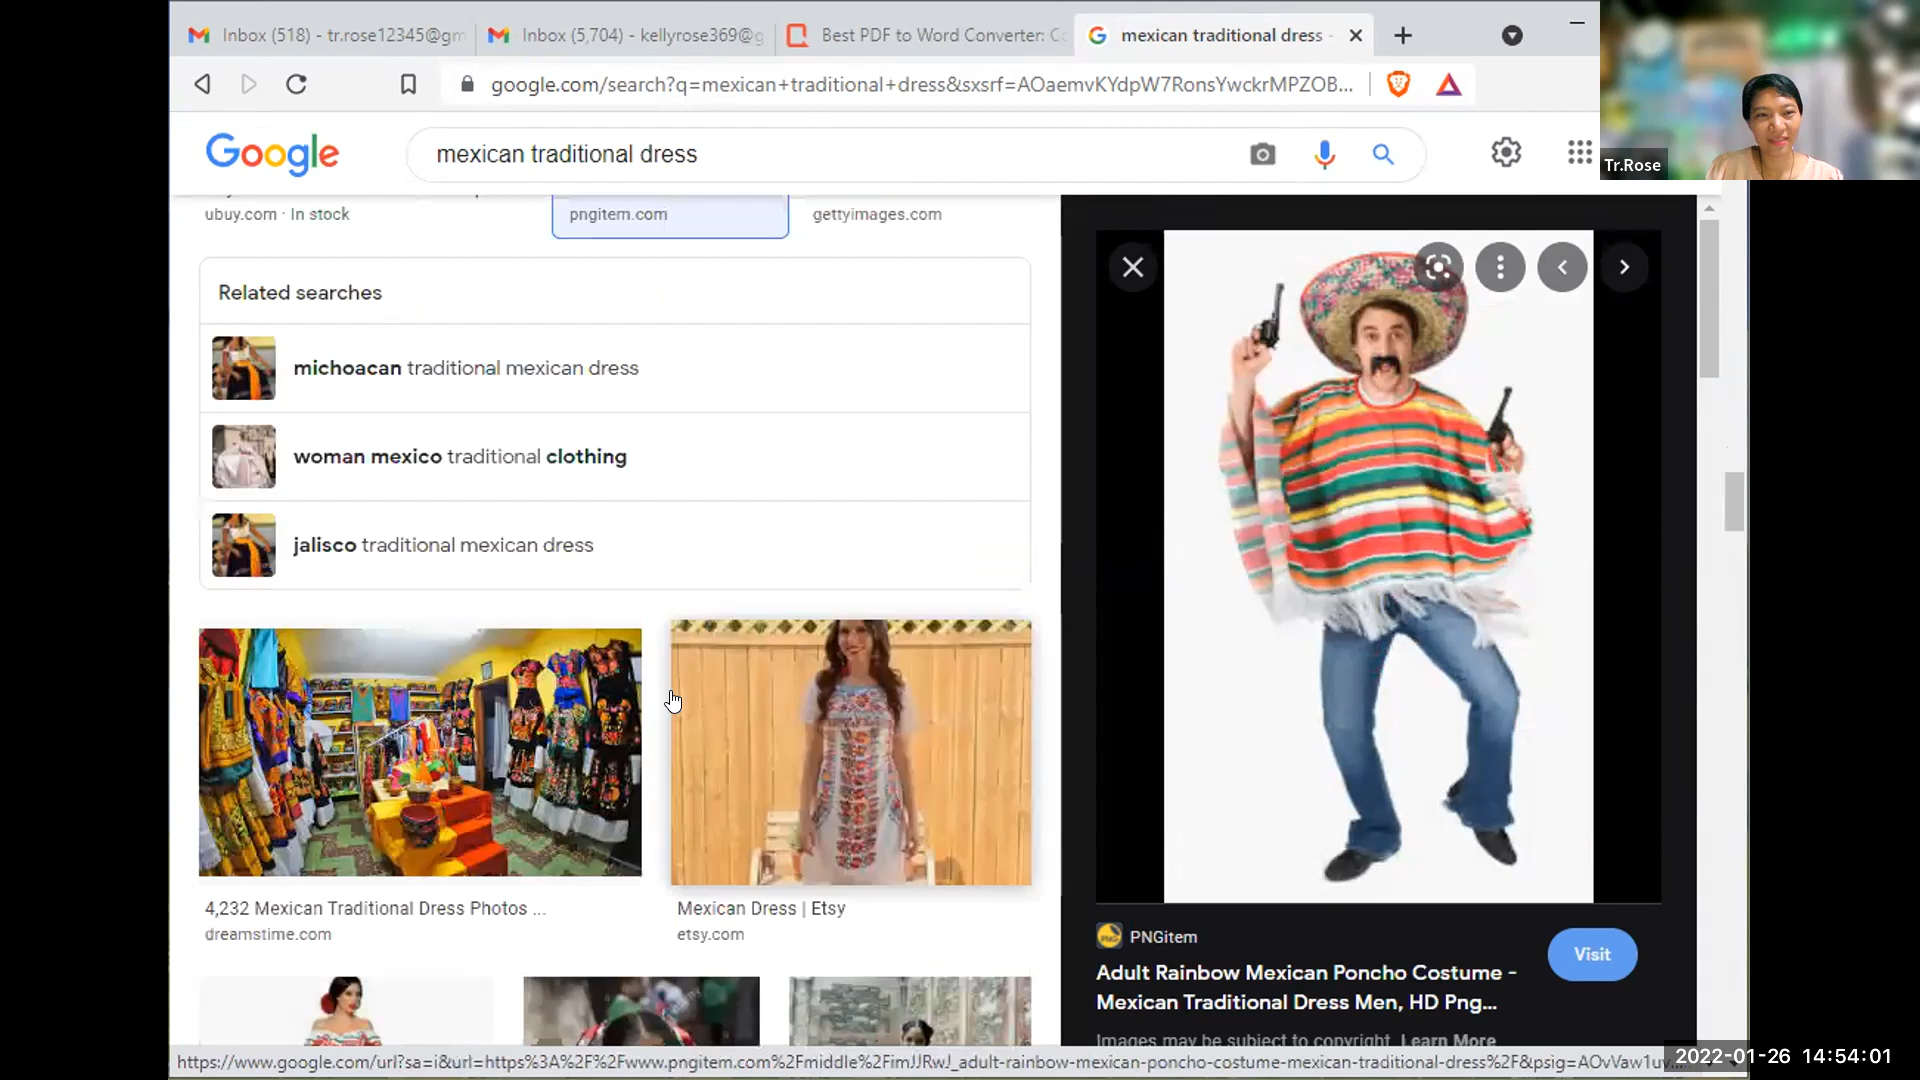 Inbox (518) - tr.rose12345@gm
Inbox (5,704) - kellyrose369@g
Best PDF to Word Converter: Co
mexican traditional dress -
google.com/search?q=mexican+traditional+dress&sxsrf=AOaemvKYdpW7RonsYwckrMPZOB...
Google
mexican traditional dress
Tr.Rose
ubuy.com · In stock
pngitem.com
gettyimages.com
Related searches
michoacan traditional mexican dress
woman mexico traditional clothing
jalisco traditional mexican dress
4,232 Mexican Traditional Dress Photos ...
dreamstime.com
Mexican Dress | Etsy
etsy.com
PNG
PNGitem
Adult Rainbow Mexican Poncho Costume -
Mexican Traditional Dress Men, HD Png...
Visit
Images may be subject to copyright. Learn More
https://www.google.com/url?sa=i&url=https%3A%2F%2Fwww.pngitem.com%2Fmiddle%2FimJJRwJ_adult-rainbow-mexican-poncho-costume-mexican-traditional-dress%2F&psig=AOvVaw1uv...
2022-01-26 14:54:01